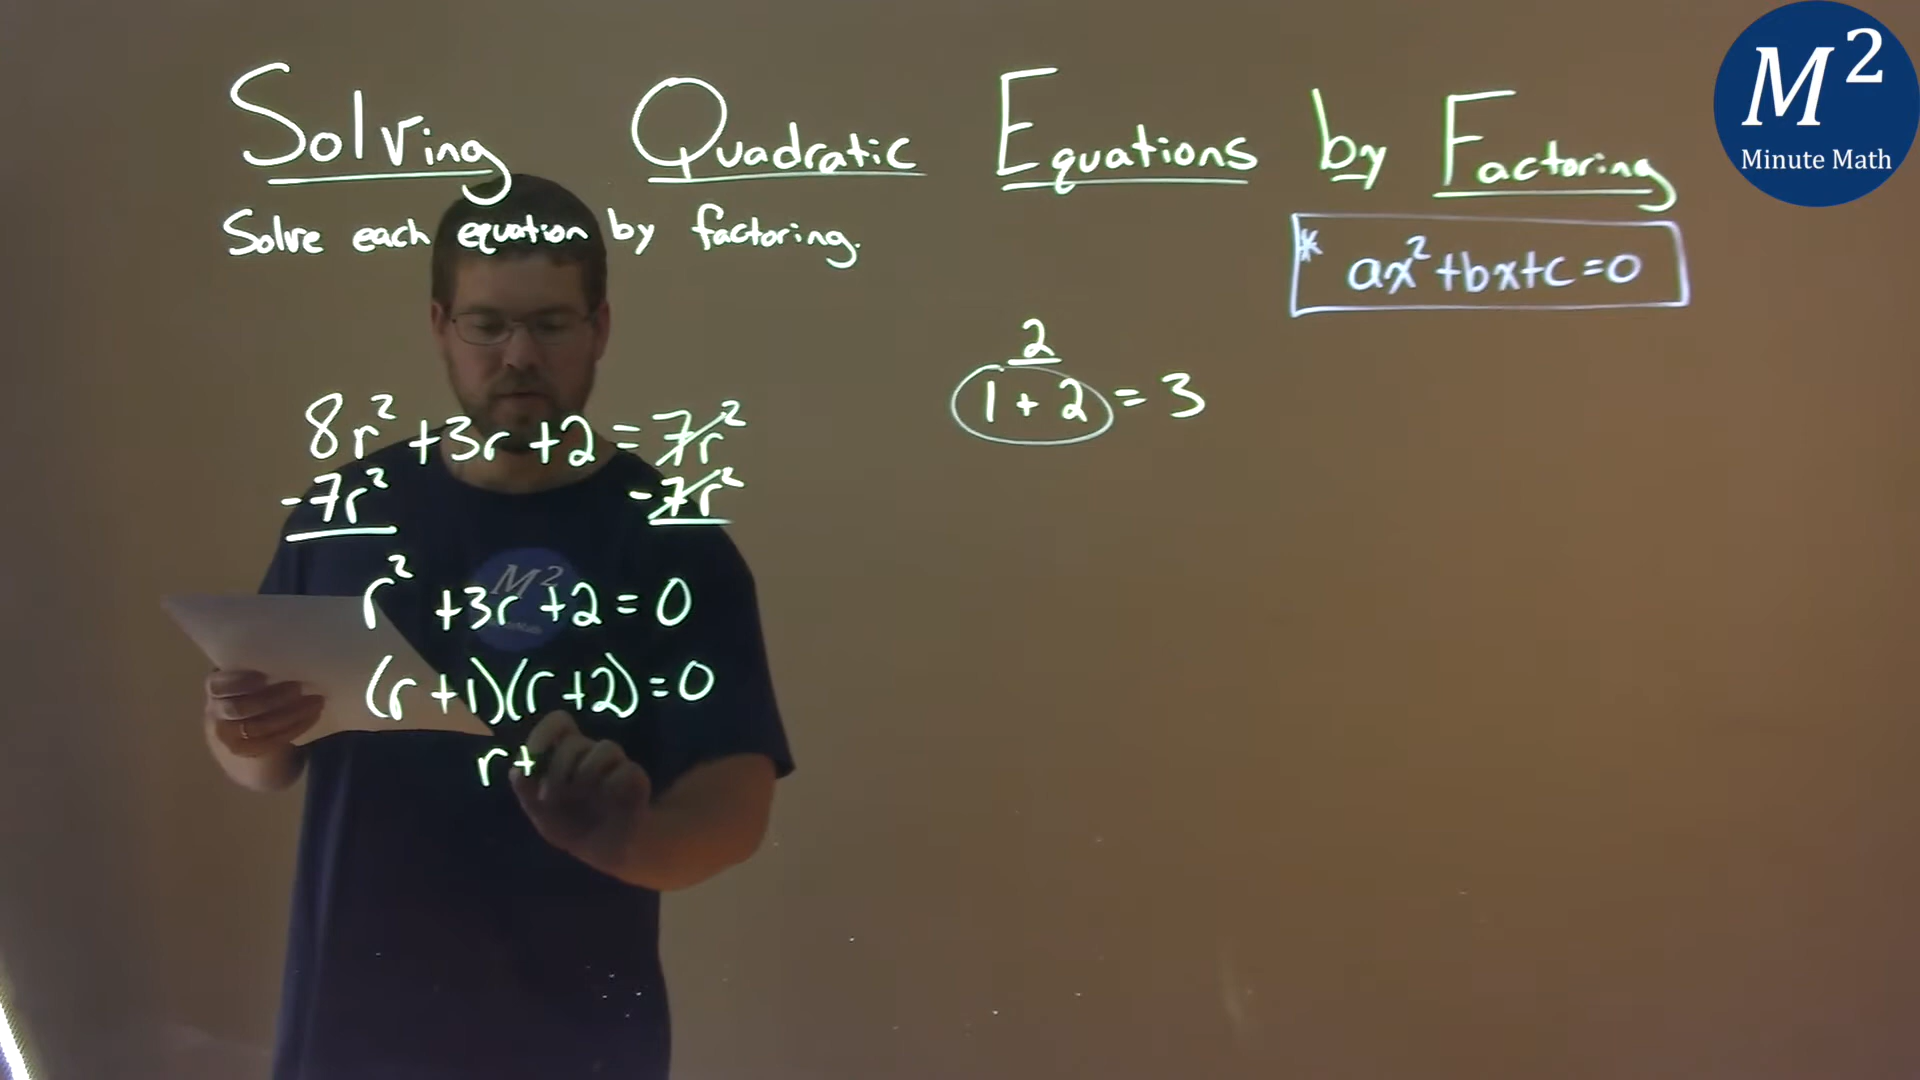 M²
Minute Math
Solving Quadratic Equations by Factoring
Solve each equation by factoring.
* ax²+bx+c=0
2
1+2=3
8r²+3r+2=7r²
-7r² -7r²
r²+3r+2=0
M²
(r+1)(r+2)=0
r+